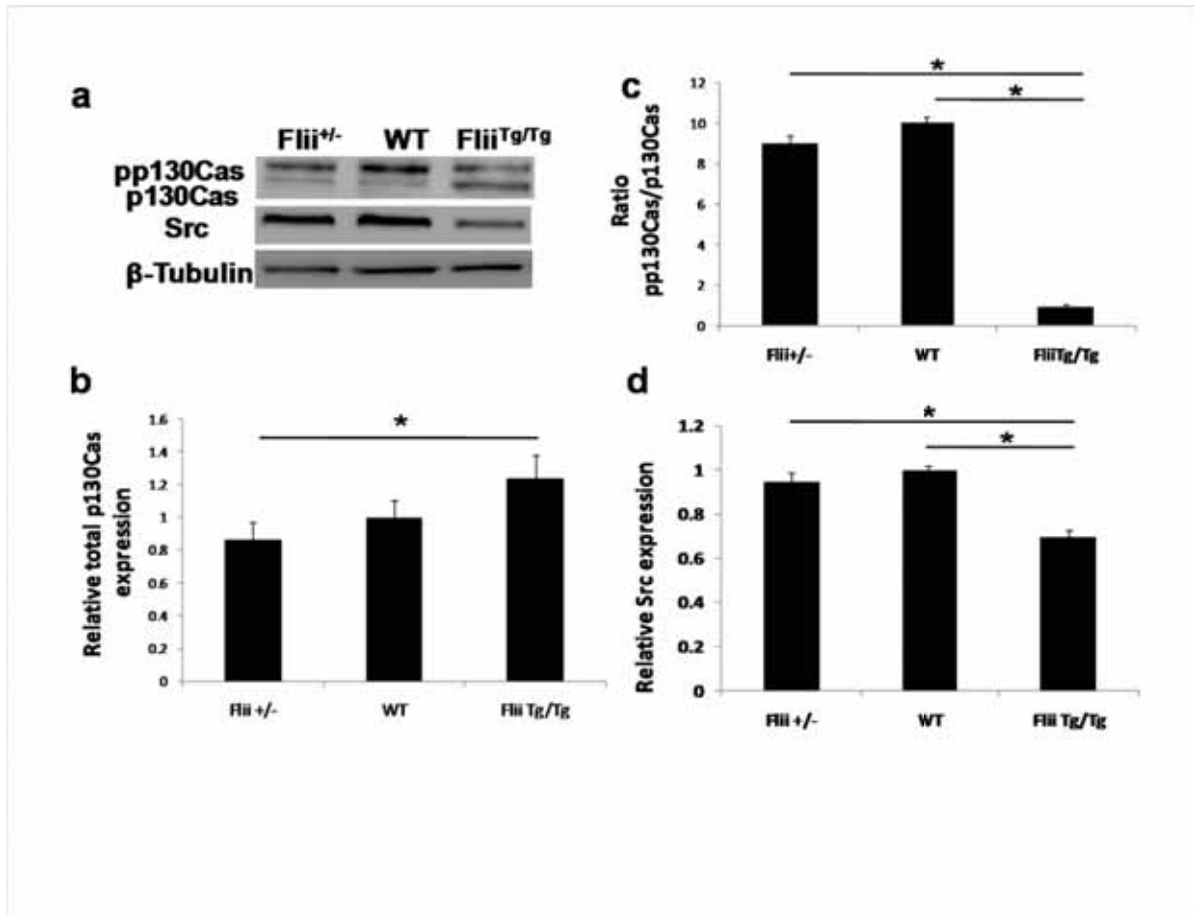 a
Flii+/- WT FliiTg/Tg
pp130Cas
p130Cas
Src
β-Tubulin
b
Relative total p130Cas
expression
1.6
1.4
1.2
1
0.8
0.6
0.4
0.2
0
*
Flii +/- WT Flii Tg/Tg
c
Ratio
pp130Cas/p130Cas
12
10
8
6
4
2
0
*
*
Flii+/- WT FliiTg/Tg
d
Relative Src expression
1.2
1
0.8
0.6
0.4
0.2
0
*
*
Flii +/- WT Flii Tg/Tg